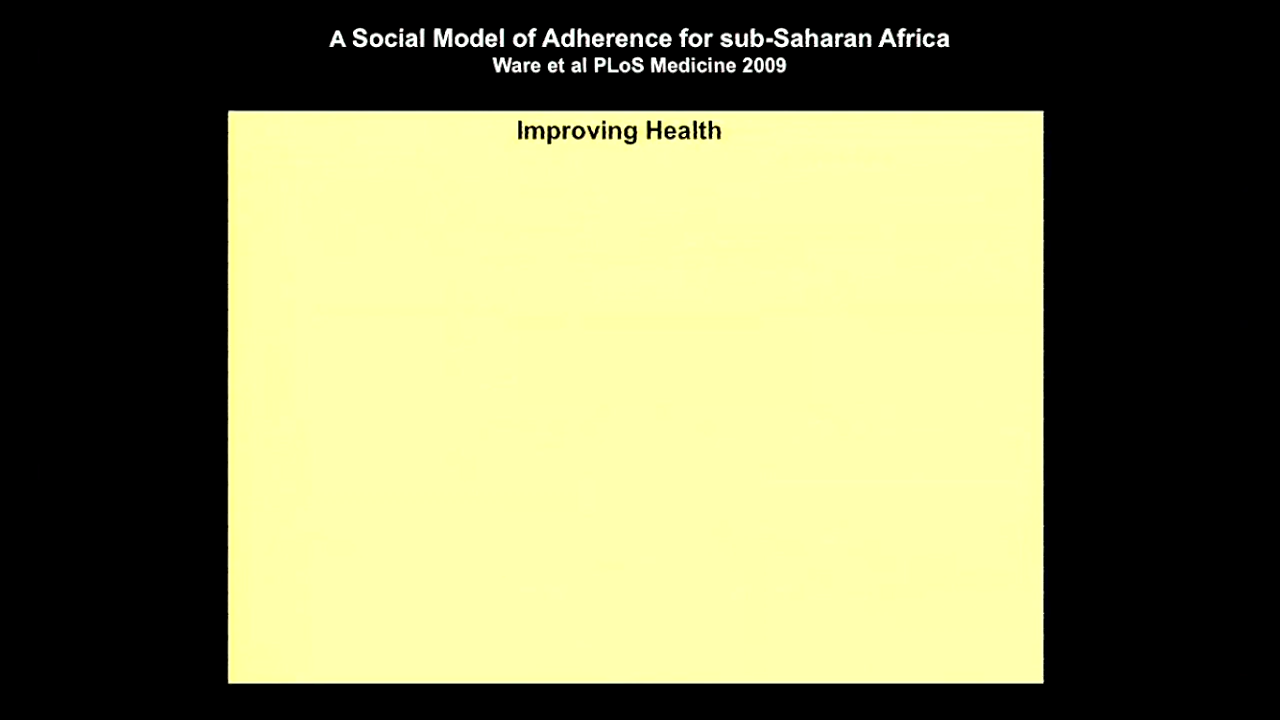 A Social Model of Adherence for sub-Saharan Africa
Ware et al PLoS Medicine 2009
Improving Health